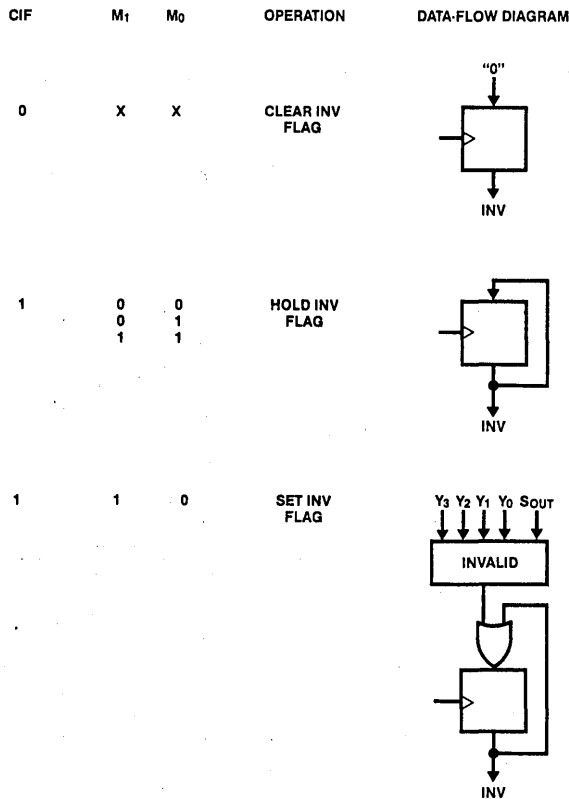 CIF M1 M0 OPERATION DATA-FLOW DIAGRAM
"0"
0 X X CLEAR INV
FLAG
INV
1 0 0 HOLD INV
0 1 FLAG
1 1
INV
1 1 0 SET INV Y3 Y2 Y1 Y0 SOUT
FLAG
INVALID
INV